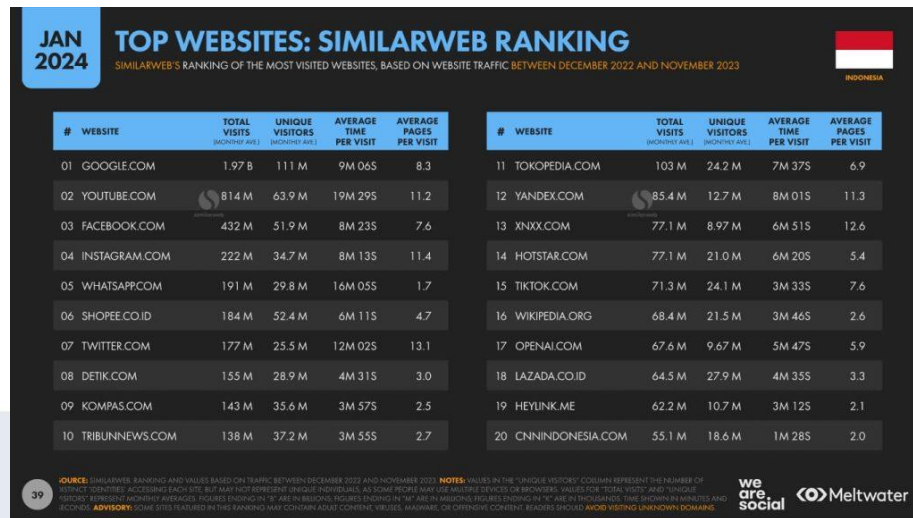 JAN
2024
TOP WEBSITES: SIMILARWEB RANKING
SIMILARWEB'S RANKING OF THE MOST VISITED WEBSITES, BASED ON WEBSITE TRAFFIC BETWEEN DECEMBER 2022 AND NOVEMBER 2023
INDONESIA
# WEBSITE TOTAL VISITS (MONTHLY AVE.) UNIQUE VISITORS (MONTHLY AVE.) AVERAGE TIME PER VISIT AVERAGE PAGES PER VISIT
01 GOOGLE.COM 1.97 B 111 M 9M 06S 8.3
02 YOUTUBE.COM 814 M 63.9 M 19M 29S 11.2
03 FACEBOOK.COM 432 M 51.9 M 8M 23S 7.6
04 INSTAGRAM.COM 222 M 34.7 M 8M 13S 11.4
05 WHATSAPP.COM 191 M 29.8 M 16M 05S 1.7
06 SHOPEE.CO.ID 184 M 52.4 M 6M 11S 4.7
07 TWITTER.COM 177 M 25.5 M 12M 02S 13.1
08 DETIK.COM 155 M 28.9 M 4M 31S 3.0
09 KOMPAS.COM 143 M 35.6 M 3M 57S 2.5
10 TRIBUNNEWS.COM 138 M 37.2 M 3M 55S 2.7
# WEBSITE TOTAL VISITS (MONTHLY AVE.) UNIQUE VISITORS (MONTHLY AVE.) AVERAGE TIME PER VISIT AVERAGE PAGES PER VISIT
11 TOKOPEDIA.COM 103 M 24.2 M 7M 37S 6.9
12 YANDEX.COM 85.4 M 12.7 M 8M 01S 11.3
13 XNXX.COM 77.1 M 8.97 M 6M 51S 12.6
14 HOTSTAR.COM 77.1 M 21.0 M 6M 20S 5.4
15 TIKTOK.COM 71.3 M 24.1 M 3M 33S 7.6
16 WIKIPEDIA.ORG 68.4 M 21.5 M 3M 46S 2.6
17 OPENAI.COM 67.6 M 9.67 M 5M 47S 5.9
18 LAZADA.CO.ID 64.5 M 27.9 M 4M 35S 3.3
19 HEYLINK.ME 62.2 M 10.7 M 3M 12S 2.1
20 CNNINDONESIA.COM 55.1 M 18.6 M 1M 28S 2.0
39
SOURCE: SIMILARWEB. RANKING AND VALUES BASED ON TRAFFIC BETWEEN DECEMBER 2022 AND NOVEMBER 2023. NOTES: VALUES IN THE "UNIQUE VISITORS" COLUMN REPRESENT THE NUMBER OF
DISTINCT 'IDENTITIES' ACCESSING EACH SITE, BUT MAY NOT REPRESENT UNIQUE INDIVIDUALS, AS SOME PEOPLE MAY USE MULTIPLE DEVICES OR BROWSERS. VALUES FOR "TOTAL VISITS" AND "UNIQUE
VISITORS" REPRESENT MONTHLY AVERAGES. FIGURES ENDING IN "B" ARE IN BILLIONS; FIGURES ENDING IN "M" ARE IN MILLIONS; FIGURES ENDING IN "K" ARE IN THOUSANDS. TIME SHOWN IN MINUTES AND
SECONDS. ADVISORY: SOME SITES FEATURED IN THIS RANKING MAY CONTAIN ADULT CONTENT, VIRUSES, MALWARE, OR OFFENSIVE CONTENT. READERS SHOULD AVOID VISITING UNKNOWN DOMAINS.
we
are.
social
Meltwater